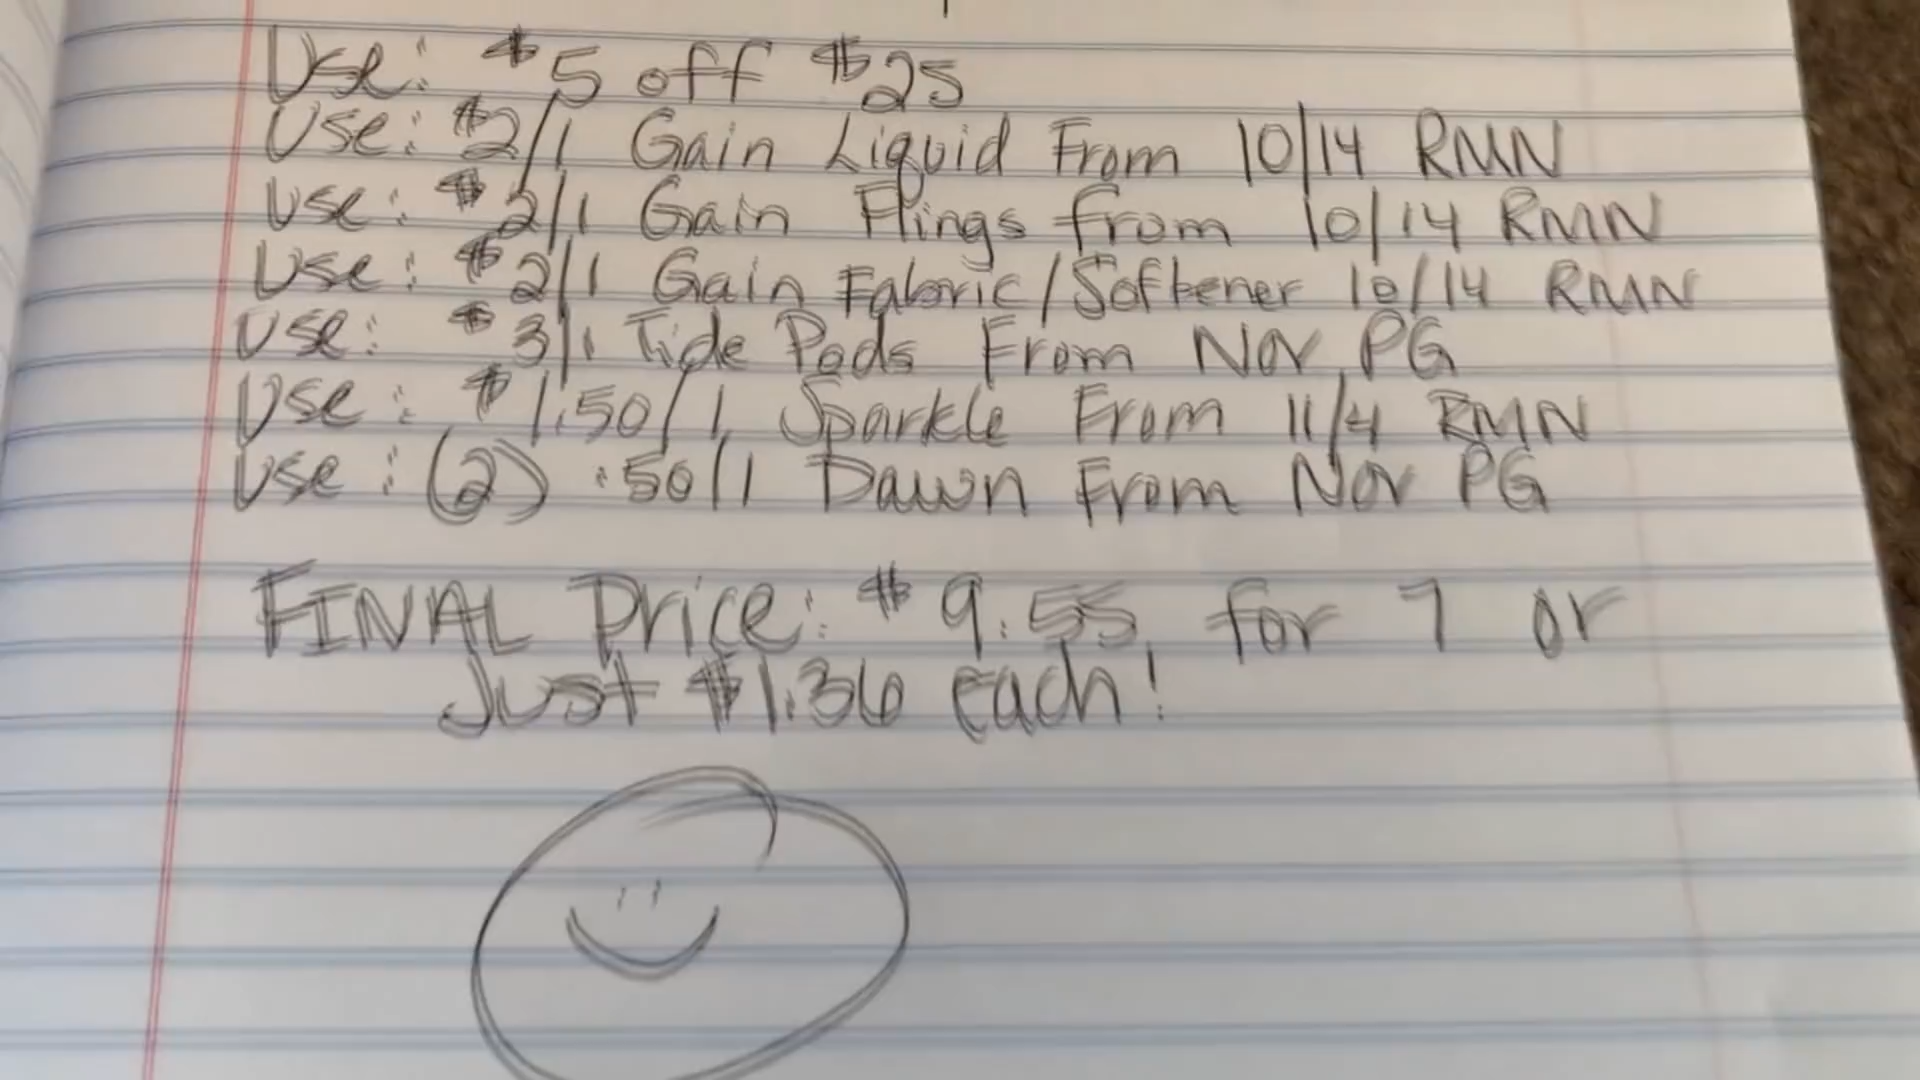 Use: $5 off $25
Use: $2/1 Gain Liquid From 10/14 RMN
Use: $2/1 Gain Flings from 10/14 RMN
Use: $2/1 Gain Fabric/Softener 10/14 RMN
Use: $3/1 Tide Pods From Nov PG
Use: $1.50/1 Sparkle From 11/4 RMN
Use: (2) .50/1 Dawn From Nov PG
FINAL Price: $9.55 for 7 or
Just $1.36 each!